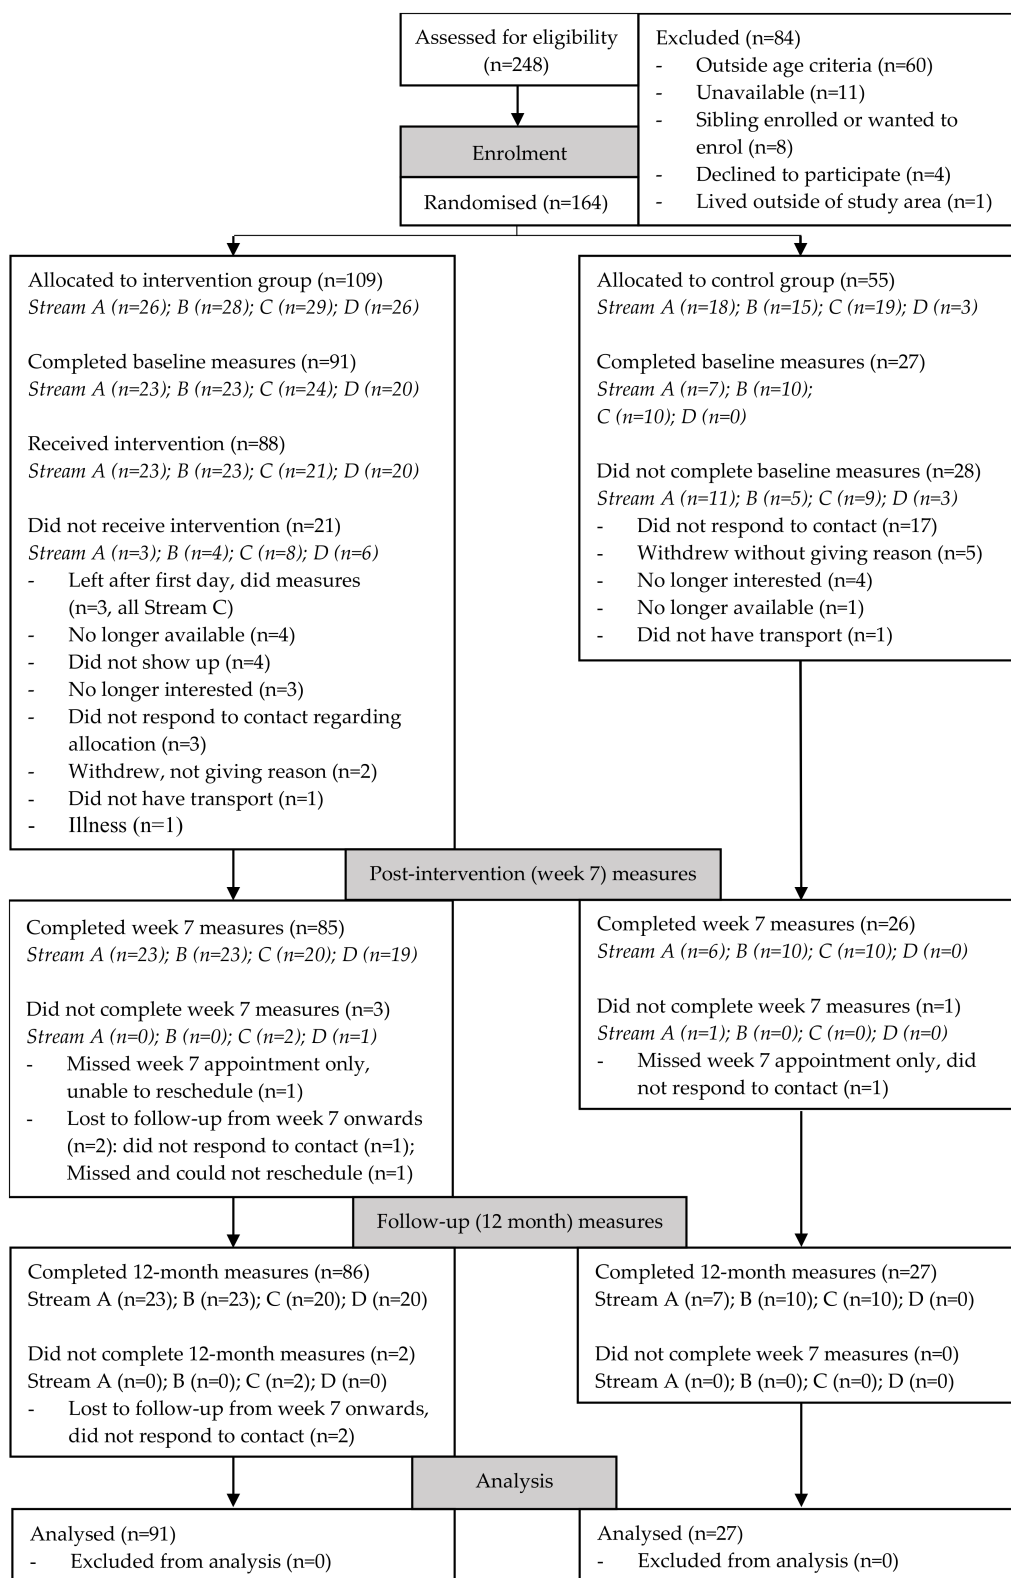 Assessed for eligibility
(n=248)
Excluded (n=84)
- Outside age criteria (n=60)
- Unavailable (n=11)
- Sibling enrolled or wanted to
enrol (n=8)
- Declined to participate (n=4)
- Lived outside of study area (n=1)
Enrolment
Randomised (n=164)
Allocated to intervention group (n=109)
Stream A (n=26); B (n=28); C (n=29); D (n=26)
Completed baseline measures (n=91)
Stream A (n=23); B (n=23); C (n=24); D (n=20)
Received intervention (n=88)
Stream A (n=23); B (n=23); C (n=21); D (n=20)
Did not receive intervention (n=21)
Stream A (n=3); B (n=4); C (n=8); D (n=6)
- Left after first day, did measures
(n=3, all Stream C)
- No longer available (n=4)
- Did not show up (n=4)
- No longer interested (n=3)
- Did not respond to contact regarding
allocation (n=3)
- Withdrew, not giving reason (n=2)
- Did not have transport (n=1)
- Illness (n=1)
Allocated to control group (n=55)
Stream A (n=18); B (n=15); C (n=19); D (n=3)
Completed baseline measures (n=27)
Stream A (n=7); B (n=10);
C (n=10); D (n=0)
Did not complete baseline measures (n=28)
Stream A (n=11); B (n=5); C (n=9); D (n=3)
- Did not respond to contact (n=17)
- Withdrew without giving reason (n=5)
- No longer interested (n=4)
- No longer available (n=1)
- Did not have transport (n=1)
Post-intervention (week 7) measures
Completed week 7 measures (n=85)
Stream A (n=23); B (n=23); C (n=20); D (n=19)
Did not complete week 7 measures (n=3)
Stream A (n=0); B (n=0); C (n=2); D (n=1)
- Missed week 7 appointment only,
unable to reschedule (n=1)
- Lost to follow-up from week 7 onwards
(n=2): did not respond to contact (n=1);
Missed and could not reschedule (n=1)
Completed week 7 measures (n=26)
Stream A (n=6); B (n=10); C (n=10); D (n=0)
Did not complete week 7 measures (n=1)
Stream A (n=1); B (n=0); C (n=0); D (n=0)
- Missed week 7 appointment only, did
not respond to contact (n=1)
Follow-up (12 month) measures
Completed 12-month measures (n=86)
Stream A (n=23); B (n=23); C (n=20); D (n=20)
Did not complete 12-month measures (n=2)
Stream A (n=0); B (n=0); C (n=2); D (n=0)
- Lost to follow-up from week 7 onwards,
did not respond to contact (n=2)
Completed 12-month measures (n=27)
Stream A (n=7); B (n=10); C (n=10); D (n=0)
Did not complete week 7 measures (n=0)
Stream A (n=0); B (n=0); C (n=0); D (n=0)
Analysis
Analysed (n=91)
- Excluded from analysis (n=0)
Analysed (n=27)
- Excluded from analysis (n=0)